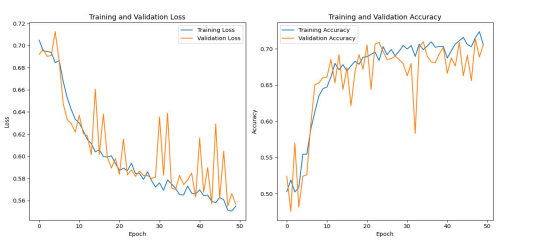 Training and Validation Loss
0.72
0.70
0.68
0.66
0.64
0.62
0.60
0.58
0.56
Loss
Training Loss
Validation Loss
0 10 20 30 40 50
Epoch
Training and Validation Accuracy
0.70
0.65
0.60
0.55
0.50
Accuracy
Training Accuracy
Validation Accuracy
0 10 20 30 40 50
Epoch